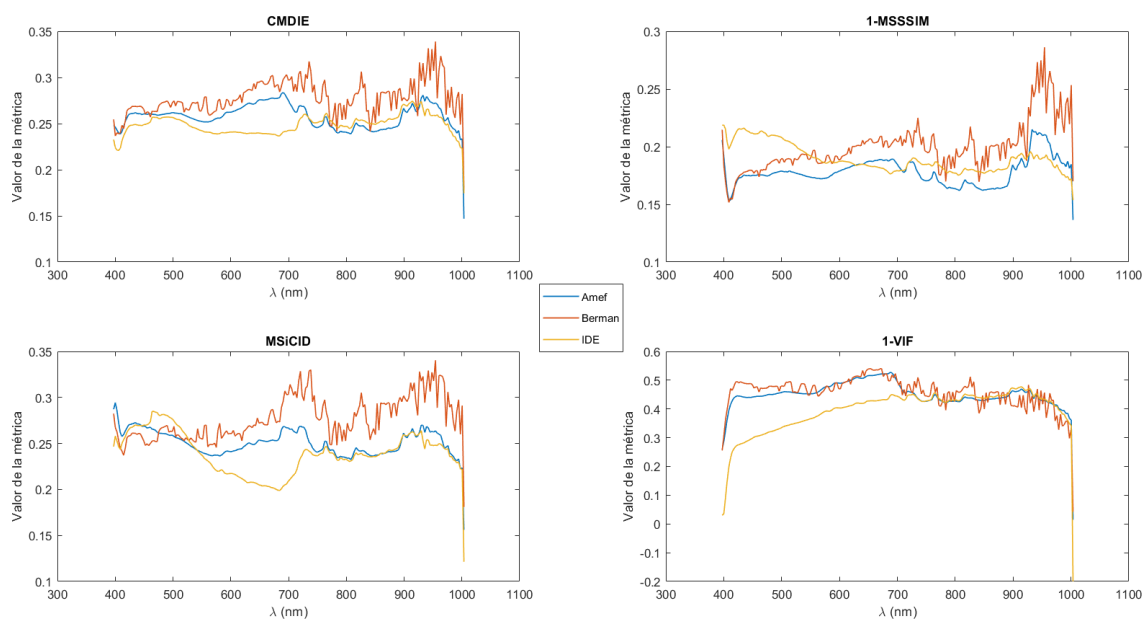 CMDIE
0.35
0.3
0.25
0.2
0.15
0.1
Valor de la métrica
300 400 500 600 700 800 900 1000 1100
λ (nm)
1-MSSSIM
0.3
0.25
0.2
0.15
0.1
Valor de la métrica
300 400 500 600 700 800 900 1000 1100
λ (nm)
Amef
Berman
IDE
MSiCID
0.35
0.3
0.25
0.2
0.15
0.1
Valor de la métrica
300 400 500 600 700 800 900 1000 1100
λ (nm)
1-VIF
0.6
0.5
0.4
0.3
0.2
0.1
0
-0.1
-0.2
Valor de la métrica
300 400 500 600 700 800 900 1000 1100
λ (nm)